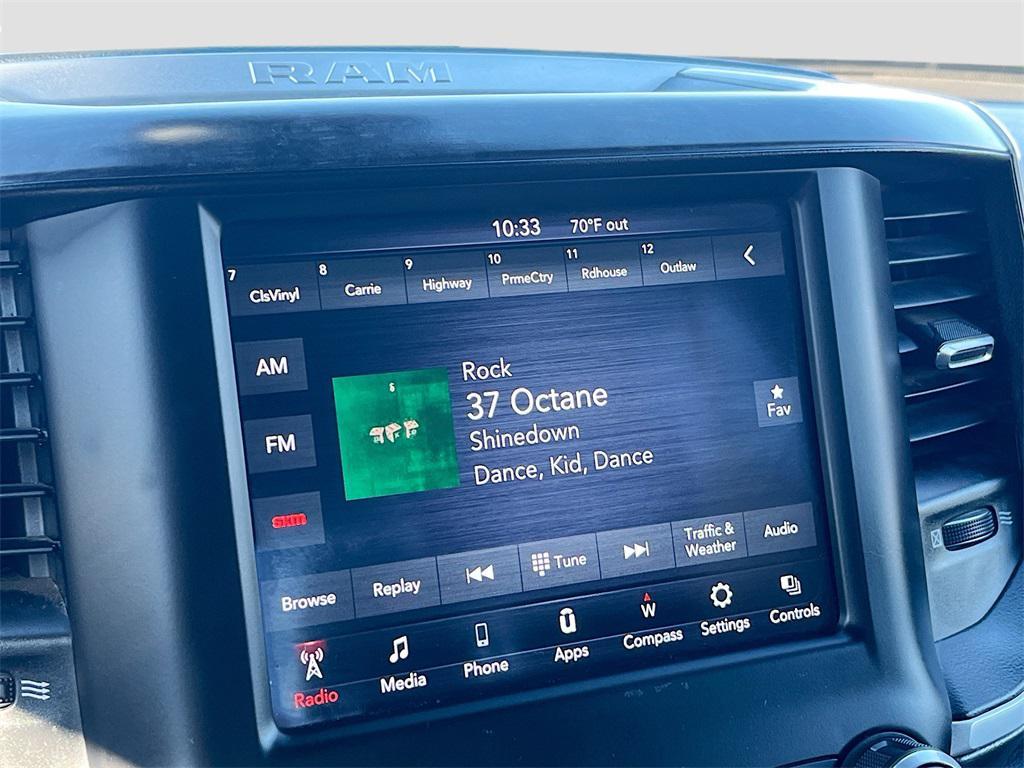 RAM
10:33 70°F out
7 ClsVinyl 8 Carrie 9 Highway 10 PrmeCtry 11 Rdhouse 12 Outlaw
AM
FM
sxm
Rock
37 Octane
Shinedown
Dance, Kid, Dance
Fav
Browse Replay Tune Traffic & Weather Audio
Radio Media Phone Apps W Compass Settings Controls